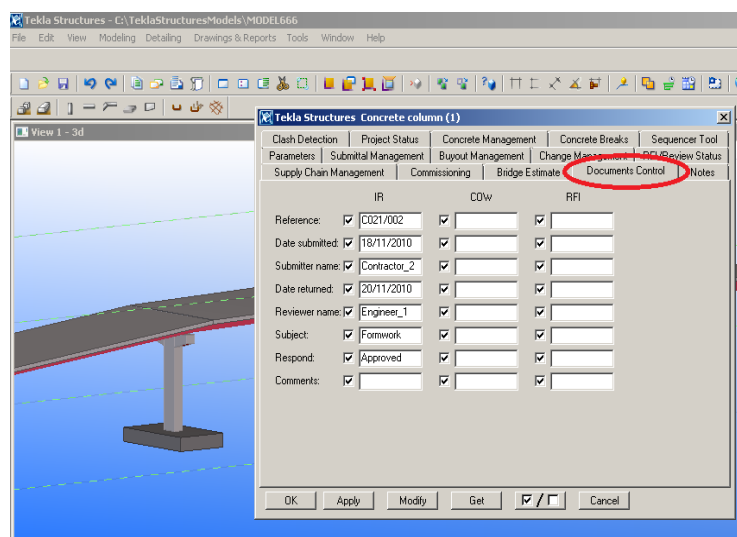 Tekla Structures - C:\TeklaStructuresModels\MODEL666
File Edit View Modeling Detailing Drawings & Reports Tools Window Help
View 1 - 3d
Tekla Structures Concrete column (1)
Clash Detection Project Status Concrete Management Concrete Breaks Sequencer Tool
Parameters Submittal Management Buyout Management Change Management RFI/Review Status
Supply Chain Management Commissioning Bridge Estimate Documents Control Notes
IR COW RFI
Reference: C021/002
Date submitted: 18/11/2010
Submitter name: Contractor_2
Date returned: 20/11/2010
Reviewer name: Engineer_1
Subject: Formwork
Respond: Approved
Comments:
OK Apply Modify Get / Cancel